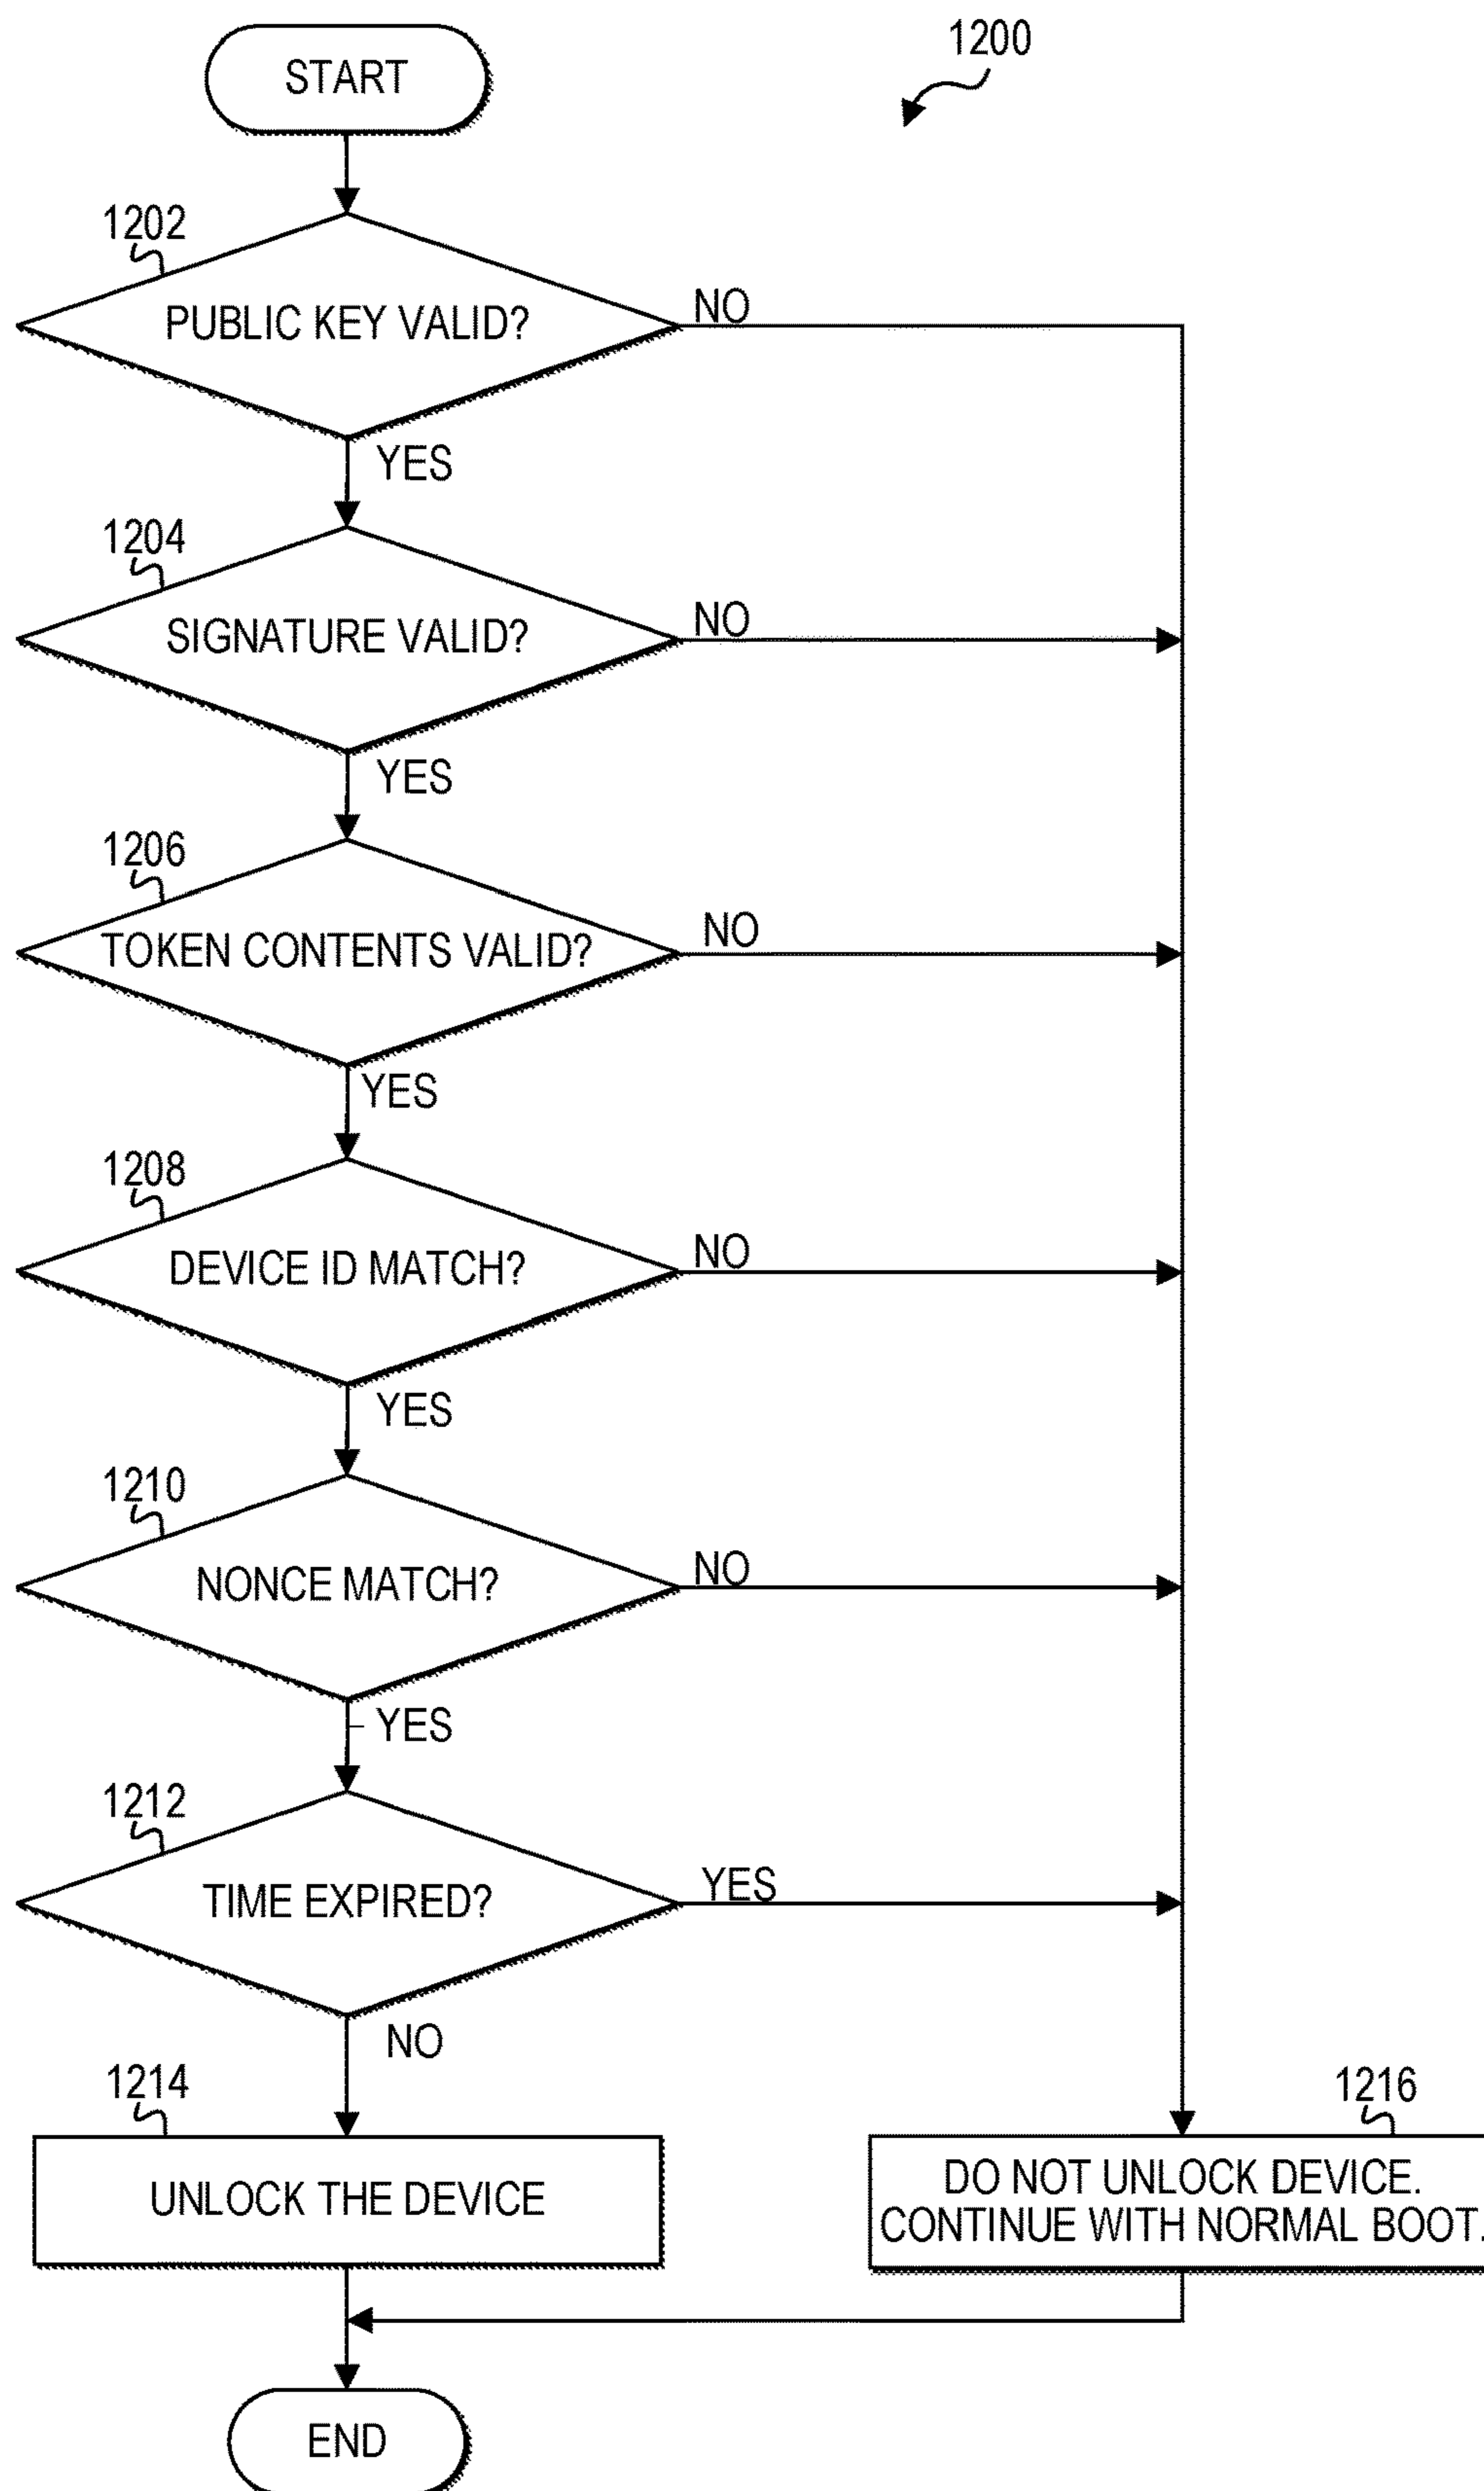 1200
START
1202
PUBLIC KEY VALID?
NO
YES
1204
SIGNATURE VALID?
NO
YES
1206
TOKEN CONTENTS VALID?
NO
YES
1208
DEVICE ID MATCH?
NO
YES
1210
NONCE MATCH?
NO
YES
1212
TIME EXPIRED?
YES
NO
1214
UNLOCK THE DEVICE
1216
DO NOT UNLOCK DEVICE.
CONTINUE WITH NORMAL BOOT.
END